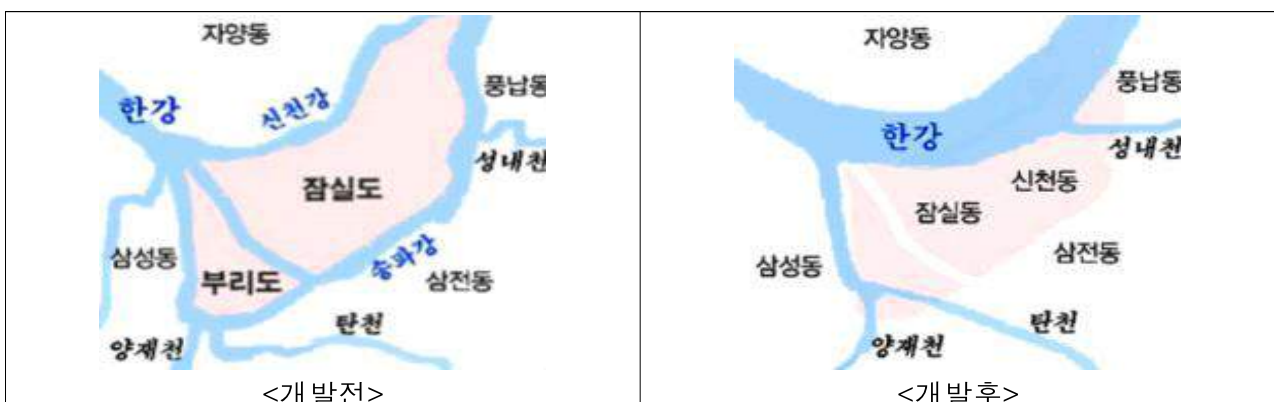 자양동
풍납동
한강
신천강
성내천
잠실도
삼성동
송파강
부리도
삼전동
탄천
양재천
<개발전>
자양동
풍납동
한강
성내천
신천동
잠실동
삼전동
삼성동
탄천
양재천
<개발후>